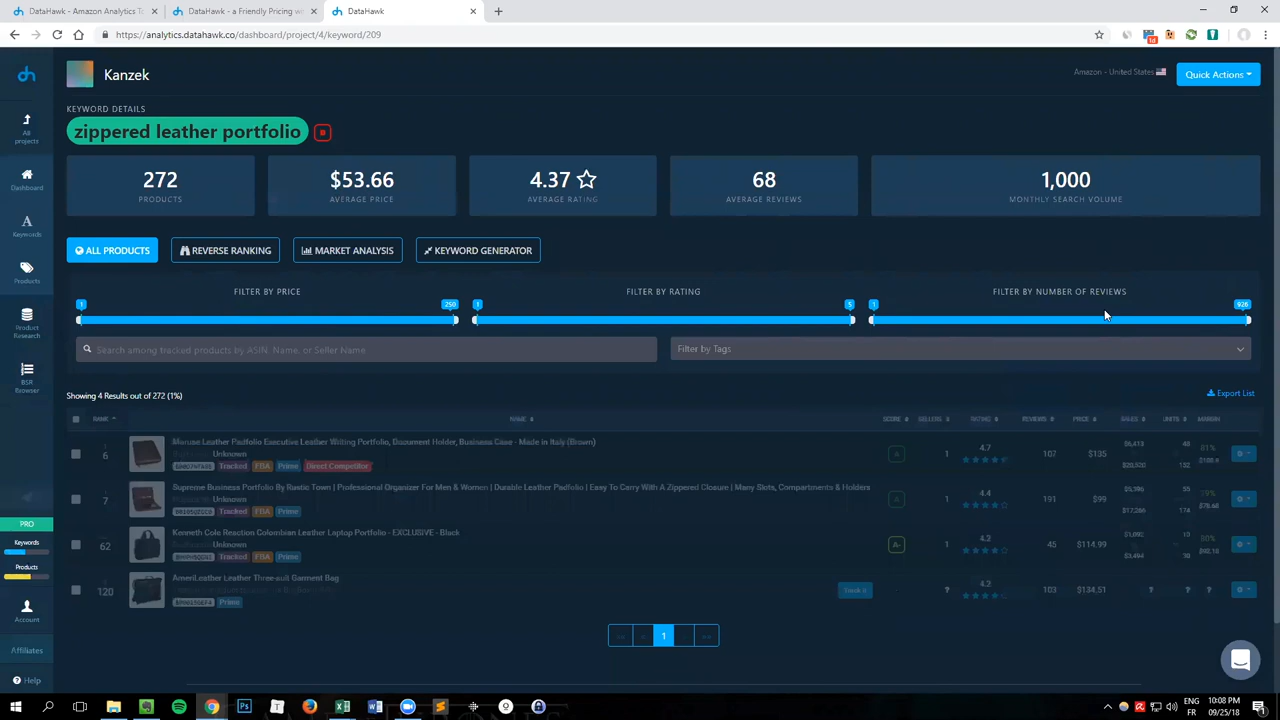 DataHawk - Amazon Analytics To
DataHawk - a Friendly Pricing w
DataHawk
https://analytics.datahawk.co/dashboard/project/4/keyword/209
1d
dh
Kanzek
Amazon - United States
Quick Actions
KEYWORD DETAILS
zippered leather portfolio
All projects
Dashboard
Keywords
Products
Product Research
BSR Browser
272
PRODUCTS
$53.66
AVERAGE PRICE
4.37
AVERAGE RATING
68
AVERAGE REVIEWS
1,000
MONTHLY SEARCH VOLUME
ALL PRODUCTS
REVERSE RANKING
MARKET ANALYSIS
KEYWORD GENERATOR
FILTER BY PRICE
FILTER BY RATING
FILTER BY NUMBER OF REVIEWS
1 250
1 5
1 926
Search among tracked products by ASIN, Name, or Seller Name
Filter by Tags
Showing 4 Results out of 272 (1%)
Export List
RANK NAME SCORE SELLERS RATING REVIEWS PRICE SALES UNITS MARGIN
Maruse Leather Padfolio Executive Leather Writing Portfolio, Document Holder, Business Case - Made in Italy (Brown)
6 Unknown A 1 4.7 107 $135 81%
Tracked FBA Prime Direct Competitor
Supreme Business Portfolio By Rustic Town | Professional Organizer For Men & Women | Durable Leather Padfolio | Easy To Carry With A Zippered Closure | Many Slots, Compartments & Holders
7 Unknown A 1 4.4 191 $99 79%
Tracked FBA Prime
Kenneth Cole Reaction Colombian Leather Laptop Portfolio - EXCLUSIVE - Black
62 Unknown A- 1 4.2 45 $114.99 80%
Tracked FBA Prime
AmeriLeather Leather Three-suit Garment Bag
120 Track it ? 4.2 103 $134.51 ? ? ?
Prime
1
PRO
Keywords
Products
Account
Affiliates
Help
ENG
FR
10:08 PM
09/25/18